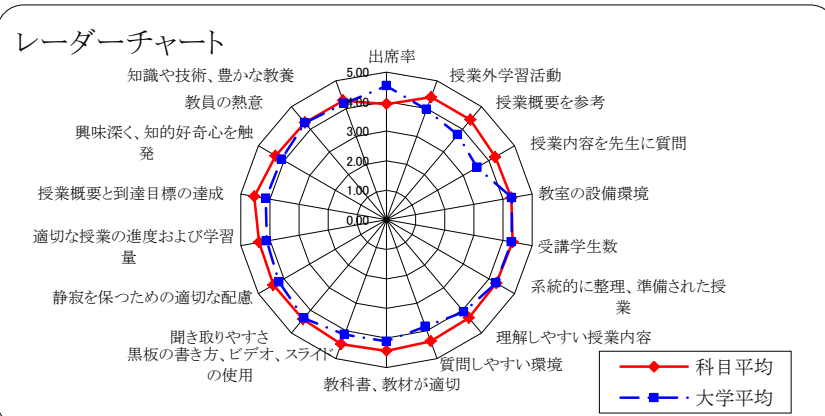 レーダーチャート
出席率
授業外学習活動
授業概要を参考
授業内容を先生に質問
教室の設備環境
受講学生数
系統的に整理、準備された授
業
理解しやすい授業内容
質問しやすい環境
教科書、教材が適切
黒板の書き方、ビデオ、スライド
の使用
聞き取りやすさ
静寂を保つための適切な配慮
適切な授業の進度および学習
量
授業概要と到達目標の達成
興味深く、知的好奇心を触
発
教員の熱意
知識や技術、豊かな教養
5.00
4.00
3.00
2.00
1.00
0.00
科目平均
大学平均